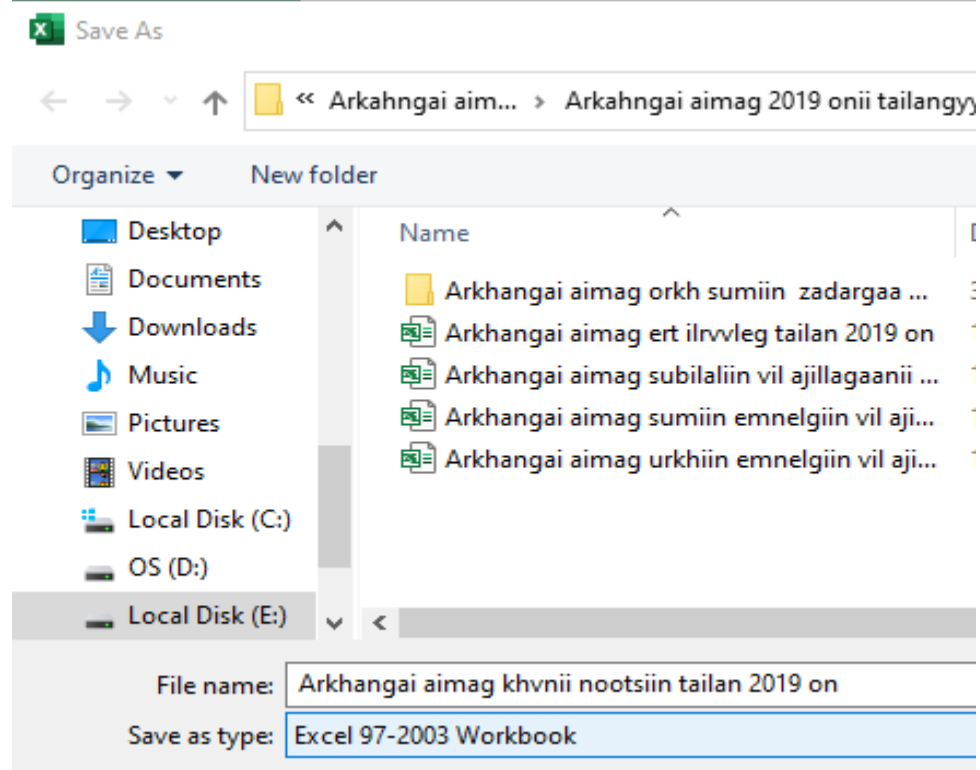 Save As
« Arkahngai aim... › Arkahngai aimag 2019 onii tailangyy
Organize New folder
Desktop
Documents
Downloads
Music
Pictures
Videos
Local Disk (C:)
OS (D:)
Local Disk (E:)
Name
Arkhangai aimag orkh sumiin zadargaa ...
Arkhangai aimag ert ilrvvleg tailan 2019 on
Arkhangai aimag subilaliin vil ajillagaanii ...
Arkhangai aimag sumiin emnelgiin vil aji...
Arkhangai aimag urkhiin emnelgiin vil aji...
File name: Arkhangai aimag khvnii nootsiin tailan 2019 on
Save as type: Excel 97-2003 Workbook